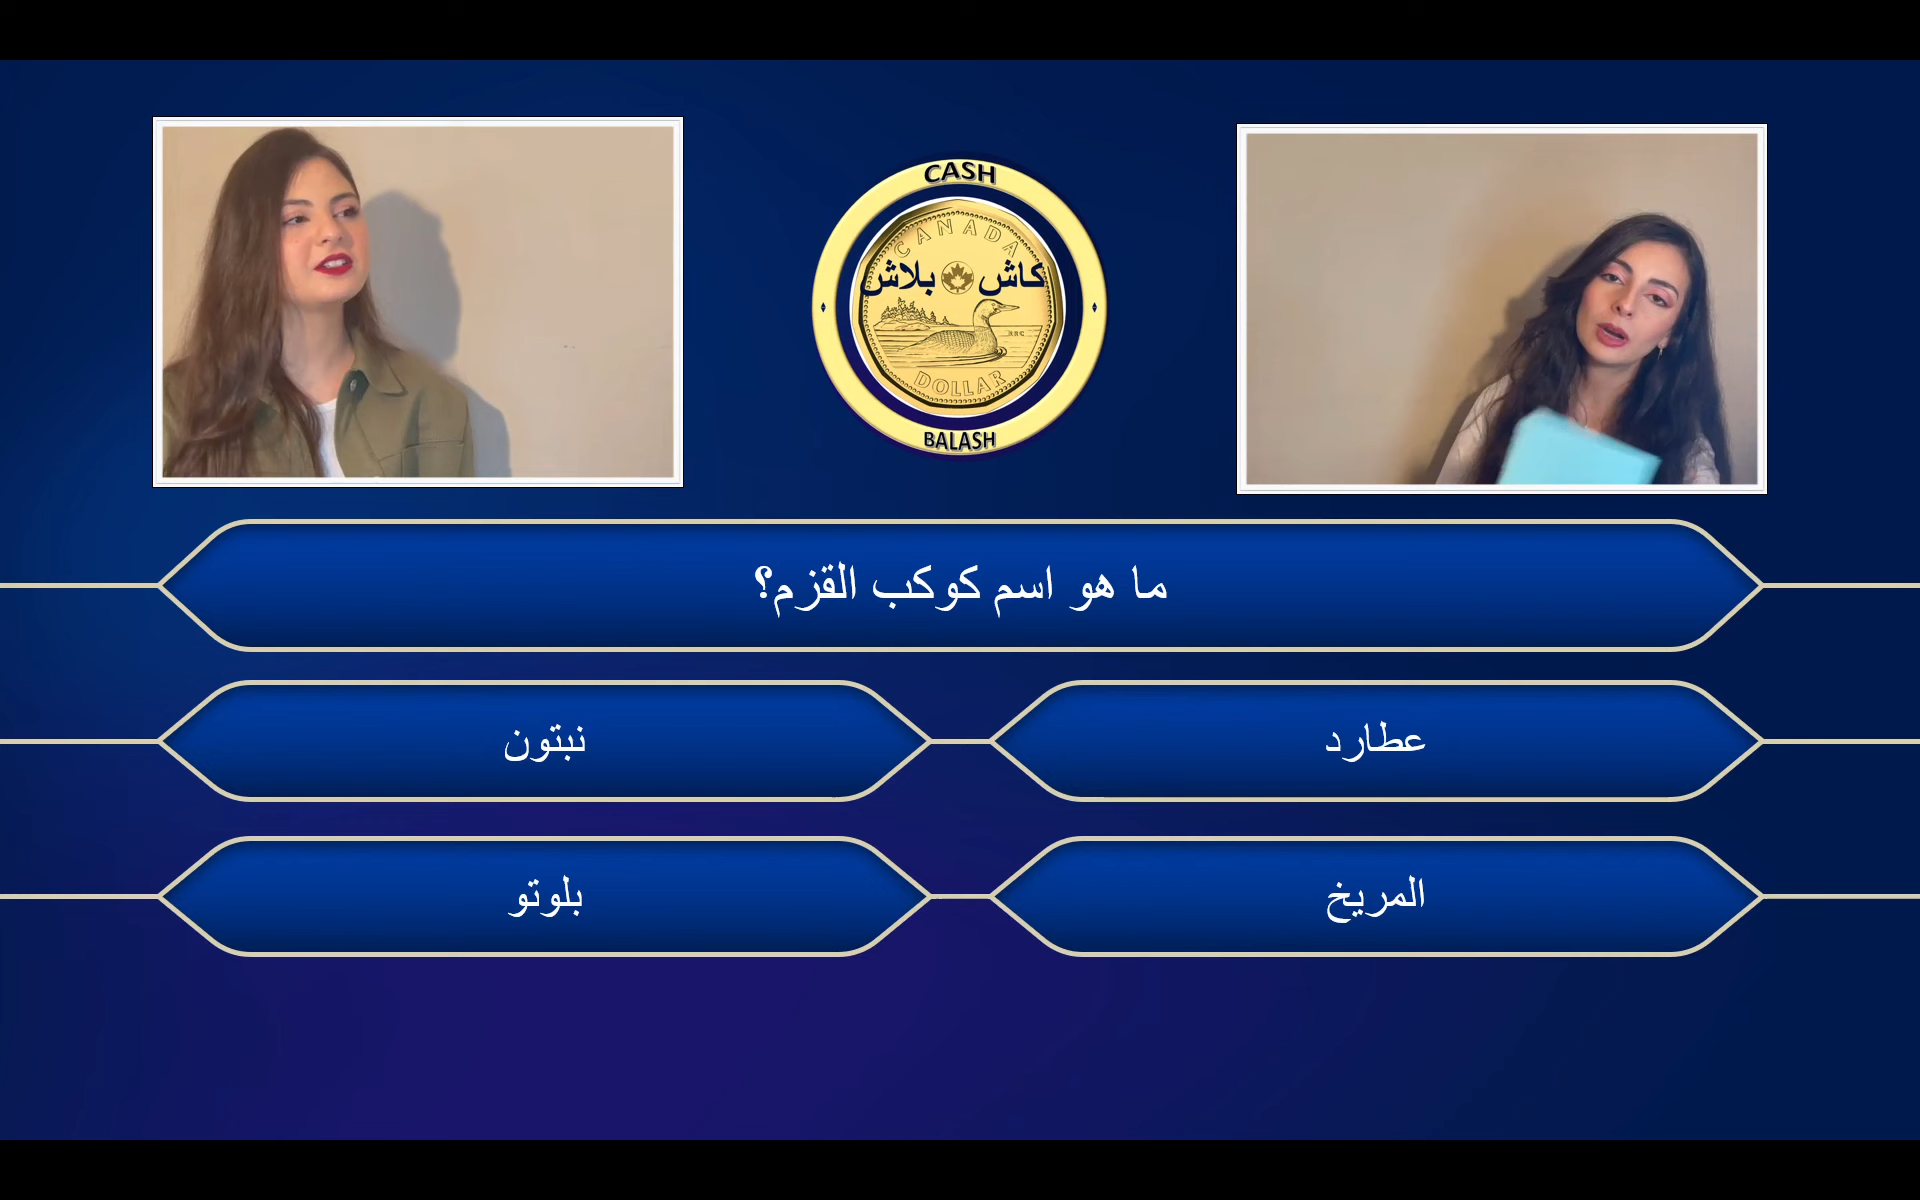 CASH
CANADA
كاش بلاش
DOLLAR
BALASH
ما هو اسم كوكب القزم؟
عطارد
نبتون
المريخ
بلوتو